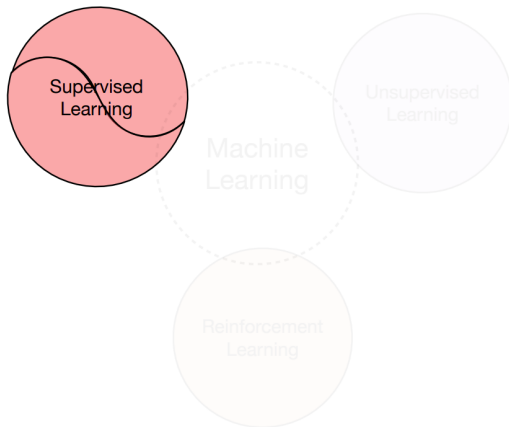 Supervised
Learning
Unsupervised
Learning
Machine
Learning
Reinforcement
Learning